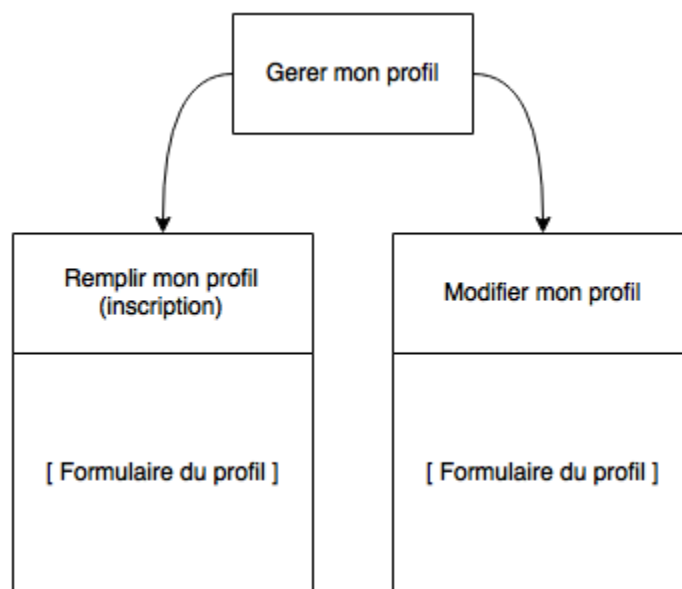 Gerer mon profil
Remplir mon profil
(inscription)
Modifier mon profil
[ Formulaire du profil ]
[ Formulaire du profil ]